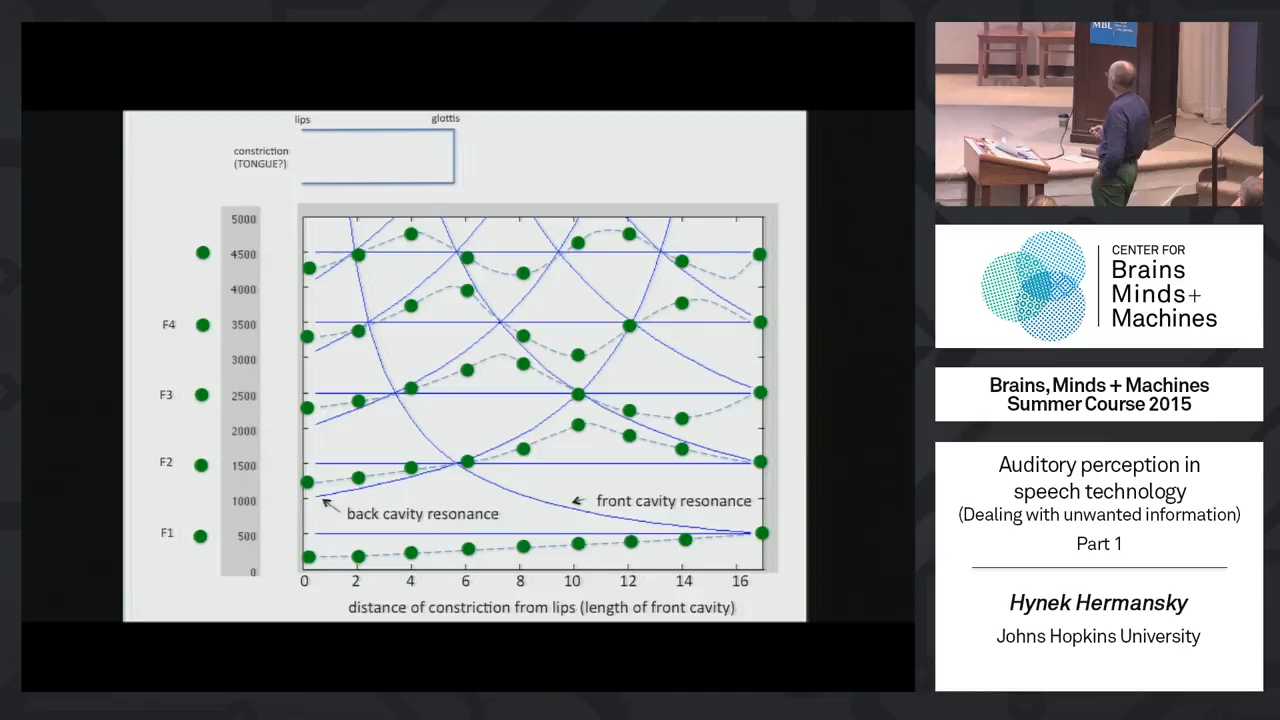 lips
glottis
constriction
(TONGUE?)
5000
4500
4000
3500
3000
2500
2000
1500
1000
500
0
F4
F3
F2
F1
front cavity resonance
back cavity resonance
0 2 4 6 8 10 12 14 16
distance of constriction from lips (length of front cavity)
MBL
CENTER FOR
Brains
Minds+
Machines
Brains, Minds + Machines
Summer Course 2015
Auditory perception in
speech technology
(Dealing with unwanted information)
Part 1
Hynek Hermansky
Johns Hopkins University